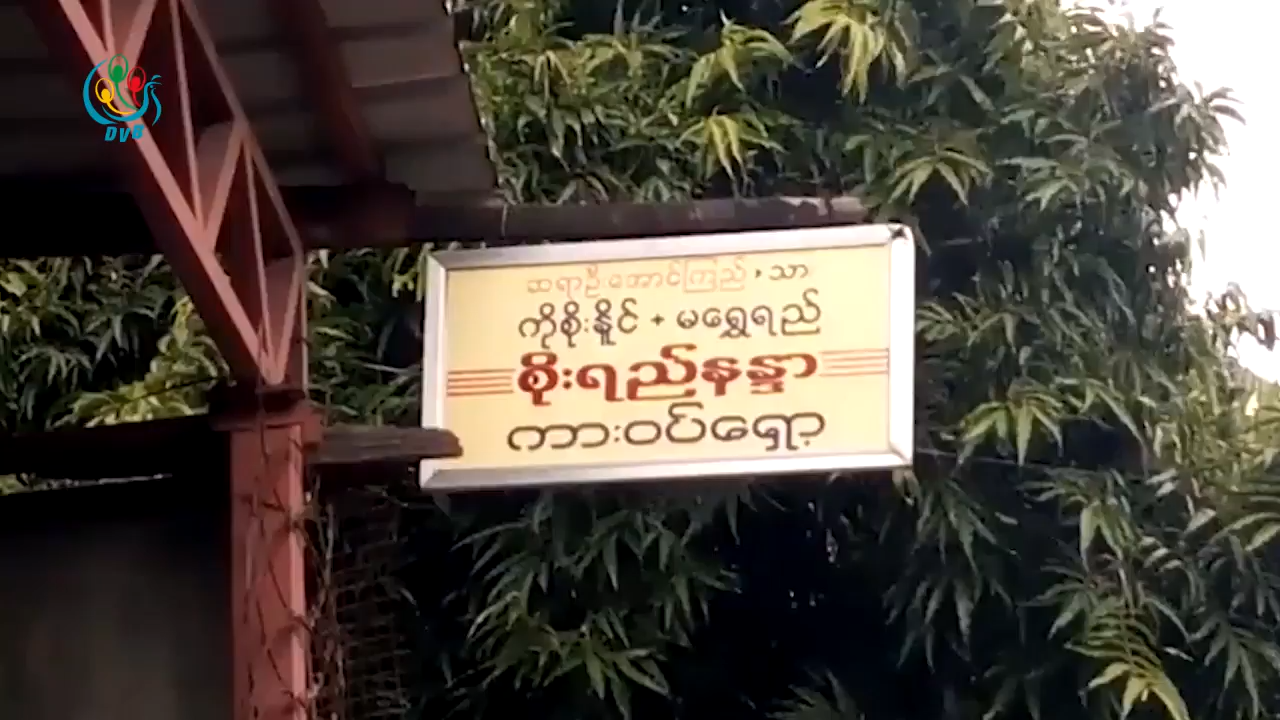 DVB
ဆရာဦးအောင်ကြည် ၊ သား
ကိုစိုးနိူင် + မရွှေရည်
စိုးရည်နန္ဒာ
ကားဝပ်ရှော့